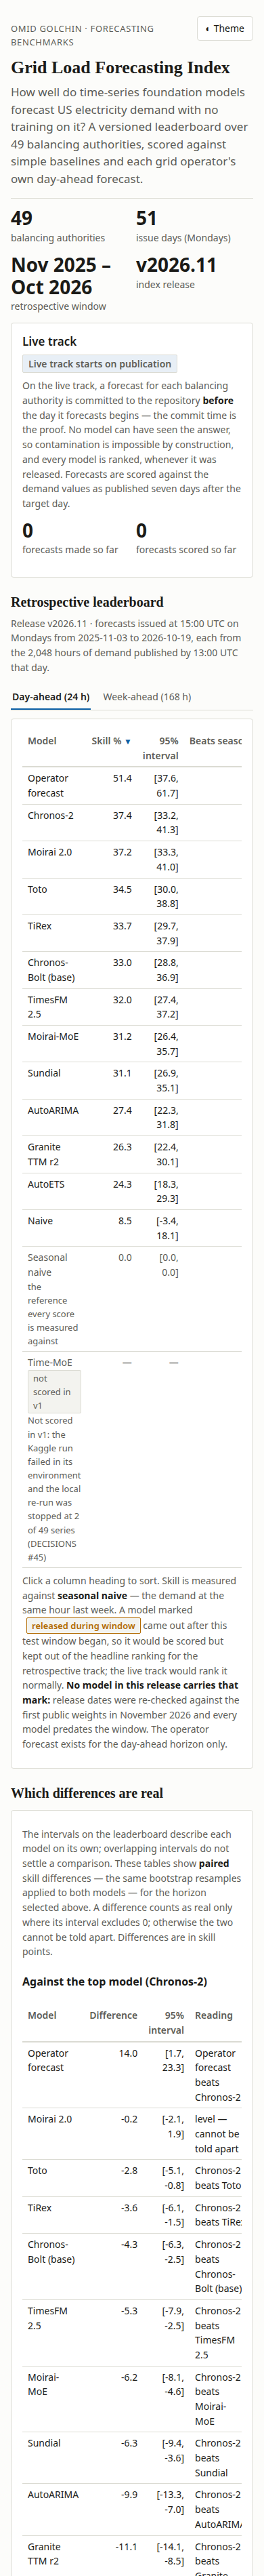 OMID GOLCHIN · FORECASTING
BENCHMARKS
Theme
Grid Load Forecasting Index
How well do time-series foundation models
forecast US electricity demand with no
training on it? A versioned leaderboard over
49 balancing authorities, scored against
simple baselines and each grid operator's
own day-ahead forecast.
49
balancing authorities
51
issue days (Mondays)
Nov 2025 –
Oct 2026
retrospective window
v2026.11
index release
Live track
Live track starts on publication
On the live track, a forecast for each balancing
authority is committed to the repository before
the day it forecasts begins — the commit time is
the proof. No model can have seen the answer,
so contamination is impossible by construction,
and every model is ranked, whenever it was
released. Forecasts are scored against the
demand values as published seven days after the
target day.
0
forecasts made so far
0
forecasts scored so far
Retrospective leaderboard
Release v2026.11 · forecasts issued at 15:00 UTC on
Mondays from 2025-11-03 to 2026-10-19, each from
the 2,048 hours of demand published by 13:00 UTC
that day.
Day-ahead (24 h) Week-ahead (168 h)
Model Skill % ▼ 95% Beats
interval
Operator 51.4 [37.6,
forecast 61.7]
Chronos-2 37.4 [33.2,
41.3]
Moirai 2.0 37.2 [33.3,
41.0]
Toto 34.5 [30.0,
38.8]
TiRex 33.7 [29.7,
37.9]
Chronos- 33.0 [28.8,
Bolt (base) 36.9]
TimesFM 32.0 [27.4,
2.5 37.2]
Moirai-MoE 31.2 [26.4,
35.7]
Sundial 31.1 [26.9,
35.1]
AutoARIMA 27.4 [22.3,
31.8]
Granite 26.3 [22.4,
TTM r2 30.1]
AutoETS 24.3 [18.3,
29.3]
Naive 8.5 [-3.4,
18.1]
Seasonal 0.0 [0.0,
naive 0.0]
the
reference
every score
is measured
against
Time-MoE — —
not
scored in
v1
Not scored
in v1: the
Kaggle run
failed in its
environment
and the local
re-run was
stopped at 2
of 49 series
(DECISIONS
#45)
Click a column heading to sort. Skill is measured
against seasonal naive — the demand at the
same hour last week. A model marked
released during window came out after this
test window began, so it would be scored but
kept out of the headline ranking for the
retrospective track; the live track would rank it
normally. No model in this release carries that
mark: release dates were re-checked against the
first public weights in November 2026 and every
model predates the window. The operator
forecast exists for the day-ahead horizon only.
Which differences are real
The intervals on the leaderboard describe each
model on its own; overlapping intervals do not
settle a comparison. These tables show paired
skill differences — the same bootstrap resamples
applied to both models — for the horizon
selected above. A difference counts as real only
where its interval excludes 0; otherwise the two
cannot be told apart. Differences are in skill
points.
Against the top model (Chronos-2)
Model Difference 95% Reading
interval
Operator 14.0 [1.7, Operator
forecast 23.3] forecast
beats
Chronos-2
Moirai 2.0 -0.2 [-2.1, level —
1.9] cannot be
told apart
Toto -2.8 [-5.1, Chronos-2
-0.8] beats Toto
TiRex -3.6 [-6.1, Chronos-2
-1.5] beats
Chronos- -4.3 [-6.3, Chronos-2
Bolt (base) -2.5] beats
Chronos-
Bolt (base)
TimesFM -5.3 [-7.9, Chronos-2
2.5 -2.5] beats
TimesFM
2.5
Moirai- -6.2 [-8.1, Chronos-2
MoE -4.6] beats
Moirai-
MoE
Sundial -6.3 [-9.4, Chronos-2
-3.6] beats
Sundial
AutoARIMA -9.9 [-13.3, Chronos-2
-7.0] beats
Granite -11.1 [-14.1, Chronos-2
TTM r2 -8.5] beats